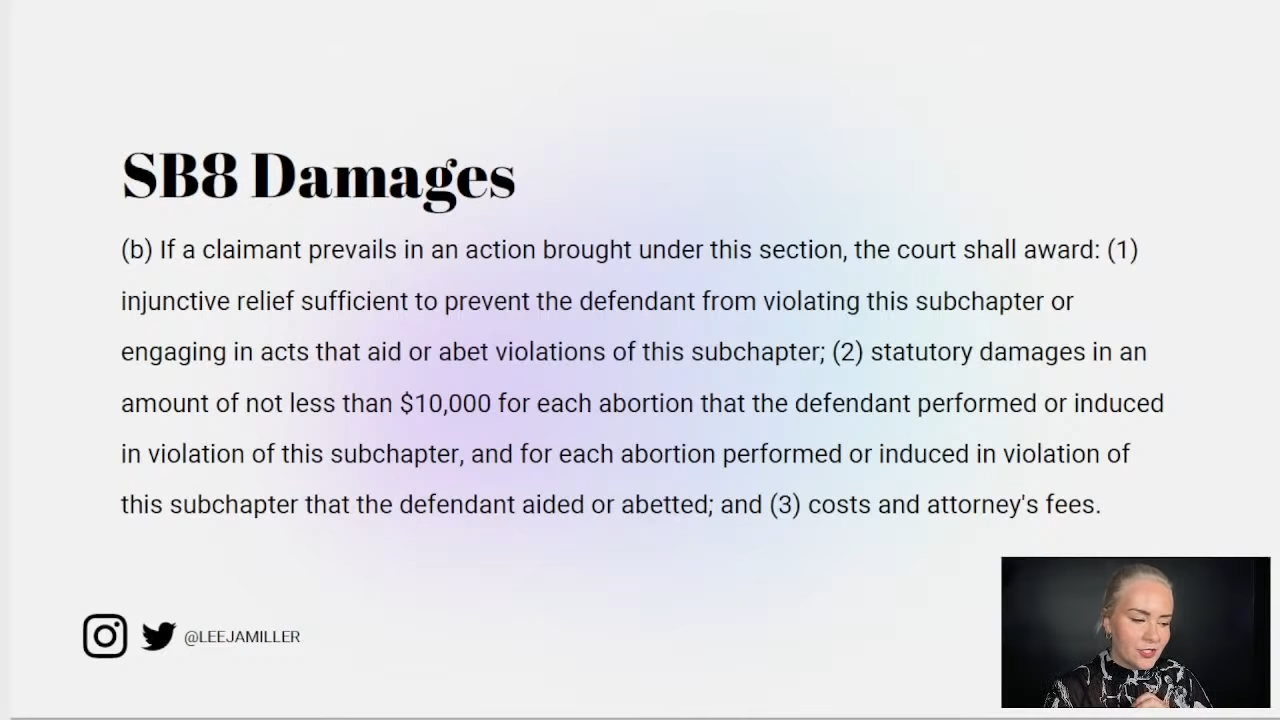 SB8 Damages
(b) If a claimant prevails in an action brought under this section, the court shall award: (1)
injunctive relief sufficient to prevent the defendant from violating this subchapter or
engaging in acts that aid or abet violations of this subchapter; (2) statutory damages in an
amount of not less than $10,000 for each abortion that the defendant performed or induced
in violation of this subchapter, and for each abortion performed or induced in violation of
this subchapter that the defendant aided or abetted; and (3) costs and attorney's fees.
@LEEJAMILLER